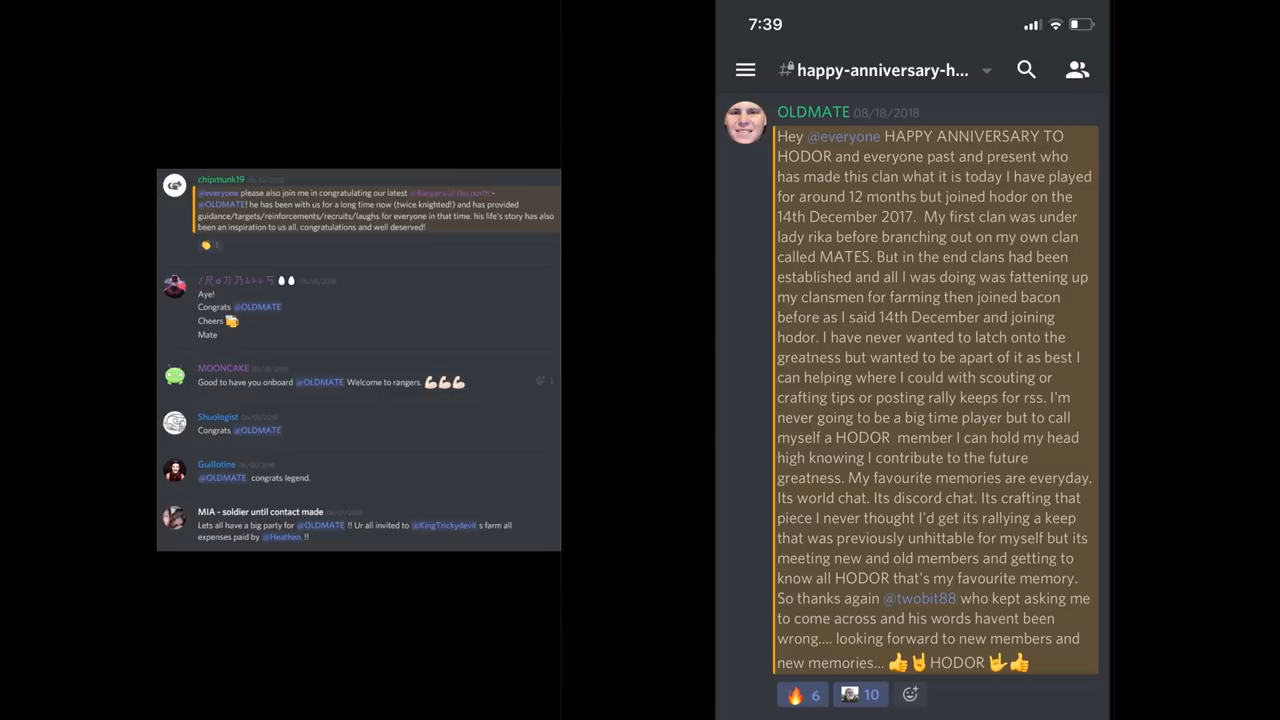 chipmunk19
@everyone please also join me in congratulating our latest @Rangers of the north -
@OLDMATE! he has been with us for a long time now (twice knighted!) and has provided
guidance/targets/reinforcements/recruits/laughs for everyone in that time. his life's story has also
been an inspiration to us all. congratulations and well deserved!
1
Aye!
Congrats @OLDMATE
Cheers 🍻
Mate
MOONCAKE
Good to have you onboard @OLDMATE Welcome to rangers. 💪🏻💪🏻💪🏻
Shuologist
Congrats @OLDMATE
Guillotine
@OLDMATE congrats legend.
MIA - soldier until contact made
Lets all have a big party for @OLDMATE !! Ur all invited to @KingTrickydevil s farm all
expenses paid by @Heathen !!
7:39
#happy-anniversary-h...
OLDMATE 08/18/2018
Hey @everyone HAPPY ANNIVERSARY TO
HODOR and everyone past and present who
has made this clan what it is today I have played
for around 12 months but joined hodor on the
14th December 2017. My first clan was under
lady rika before branching out on my own clan
called MATES. But in the end clans had been
established and all I was doing was fattening up
my clansmen for farming then joined bacon
before as I said 14th December and joining
hodor. I have never wanted to latch onto the
greatness but wanted to be apart of it as best I
can helping where I could with scouting or
crafting tips or posting rally keeps for rss. I'm
never going to be a big time player but to call
myself a HODOR member I can hold my head
high knowing I contribute to the future
greatness. My favourite memories are everyday.
Its world chat. Its discord chat. Its crafting that
piece I never thought I'd get its rallying a keep
that was previously unhittable for myself but its
meeting new and old members and getting to
know all HODOR that's my favourite memory.
So thanks again @twobit88 who kept asking me
to come across and his words havent been
wrong.... looking forward to new members and
new memories... 👍🤘 HODOR 🤟👍
🔥 6 10